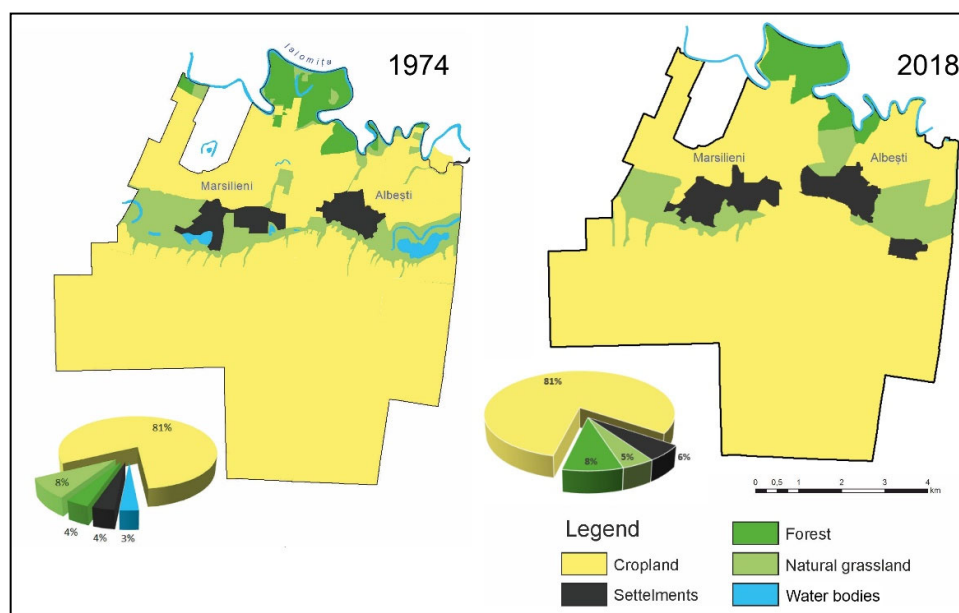 Ialomița
1974
Marsilieni
Albești
81%
8%
4%
4%
3%
2018
Marsilieni
Albești
81%
8%
5%
6%
0 0,5 1 2 3 4
km
Legend
Cropland
Settelments
Forest
Natural grassland
Water bodies